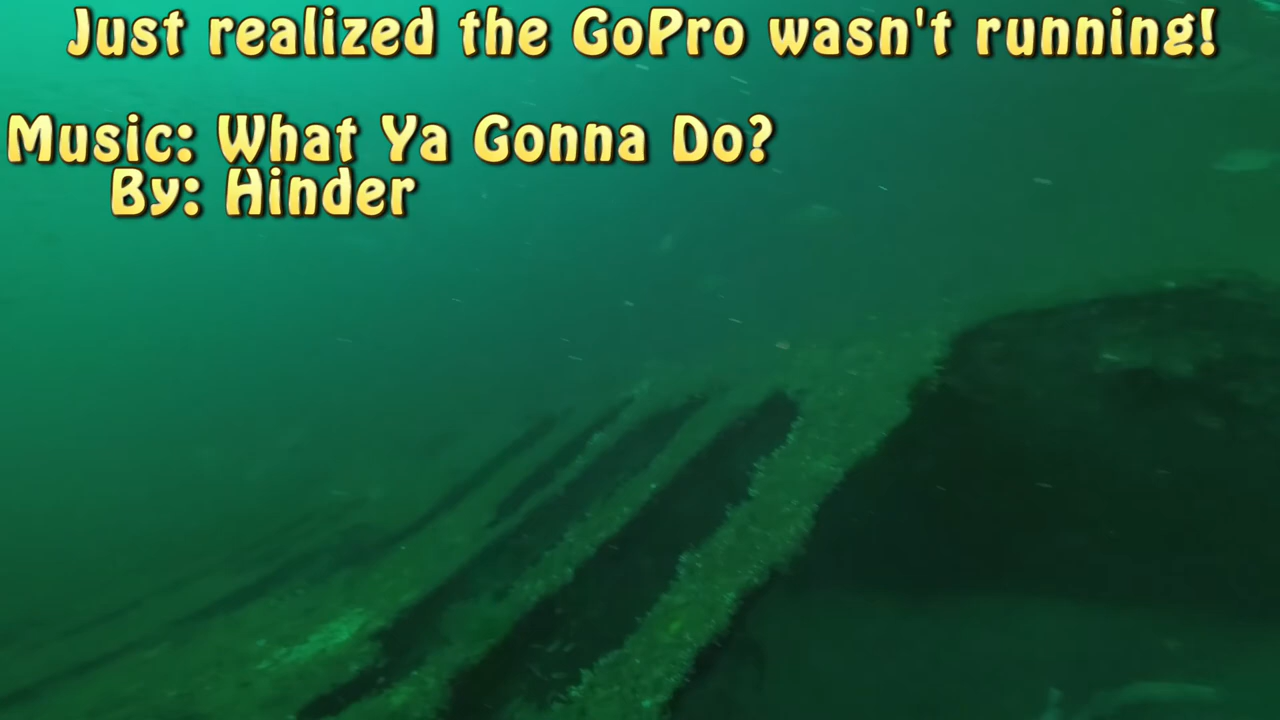 Just realized the GoPro wasn't running!
Music: What Ya Gonna Do?
By: Hinder